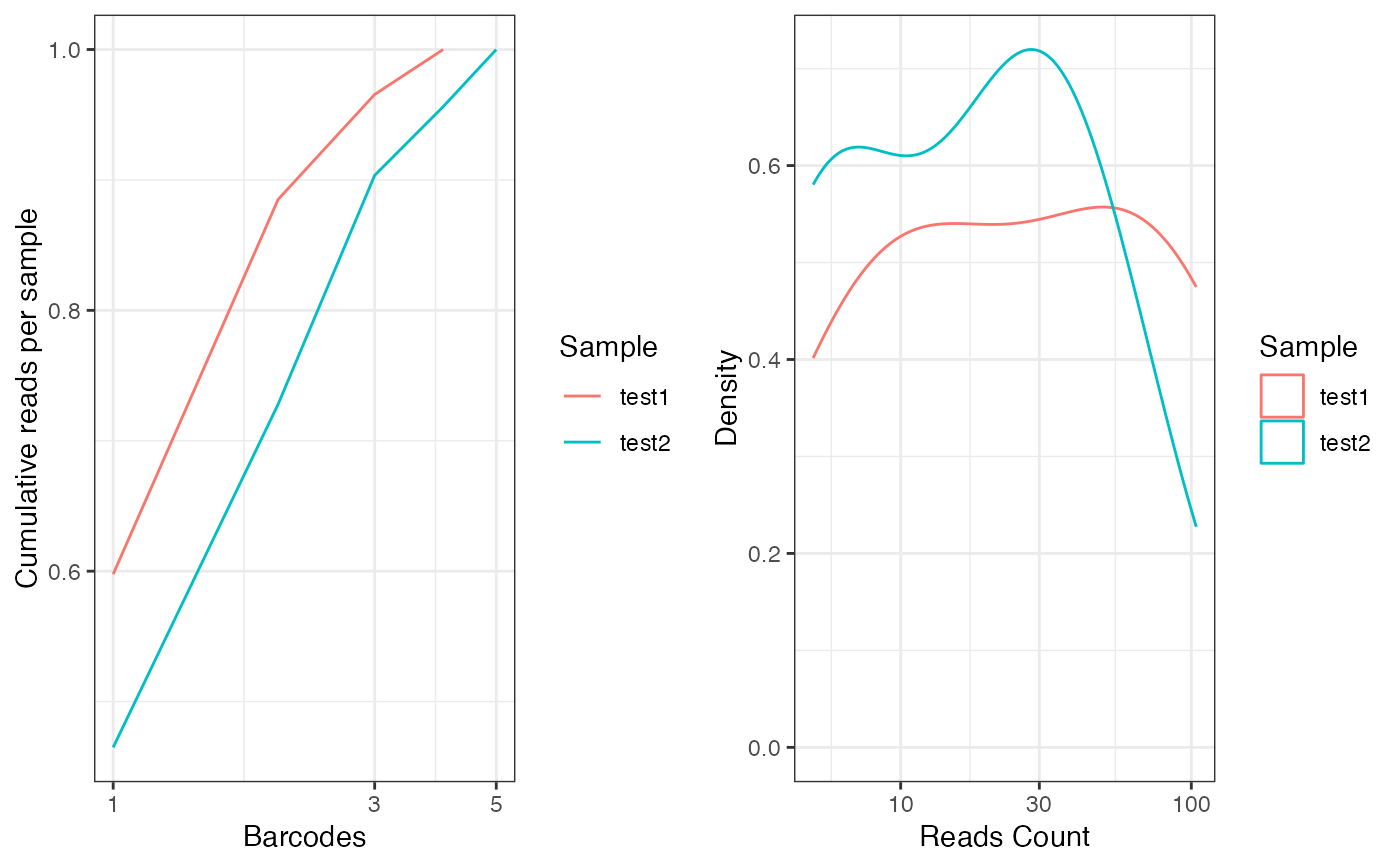 Cumulative reads per sample
1.0
0.8
0.6
1
3
5
Barcodes
Sample
test1
test2
Density
0.6
0.4
0.2
0.0
10
30
100
Reads Count
Sample
test1
test2